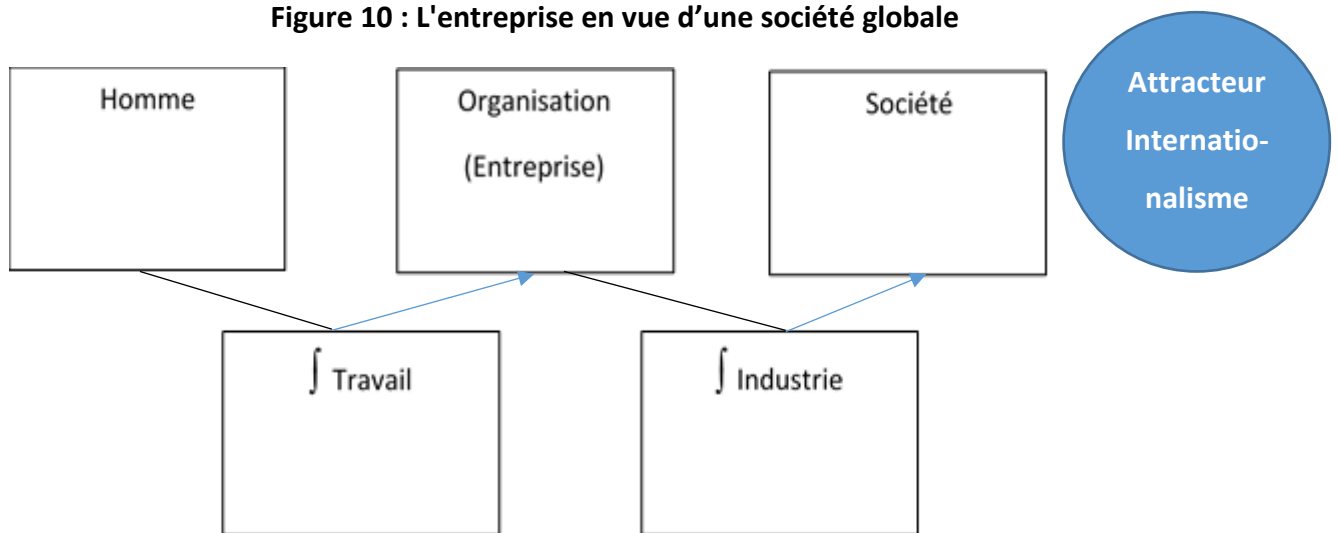 Figure 10 : L'entreprise en vue d’une société globale
Homme
Organisation
(Entreprise)
Société
Attracteur
Internatio-
nalisme
∫ Travail
∫ Industrie